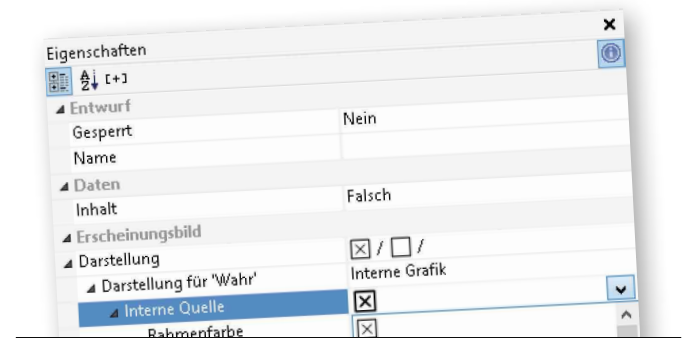 Eigenschaften
[+]
Entwurf
Gesperrt Nein
Name
Daten
Inhalt Falsch
Erscheinungsbild
Darstellung / /
Darstellung für 'Wahr' Interne Grafik
Interne Quelle
Rahmenfarbe